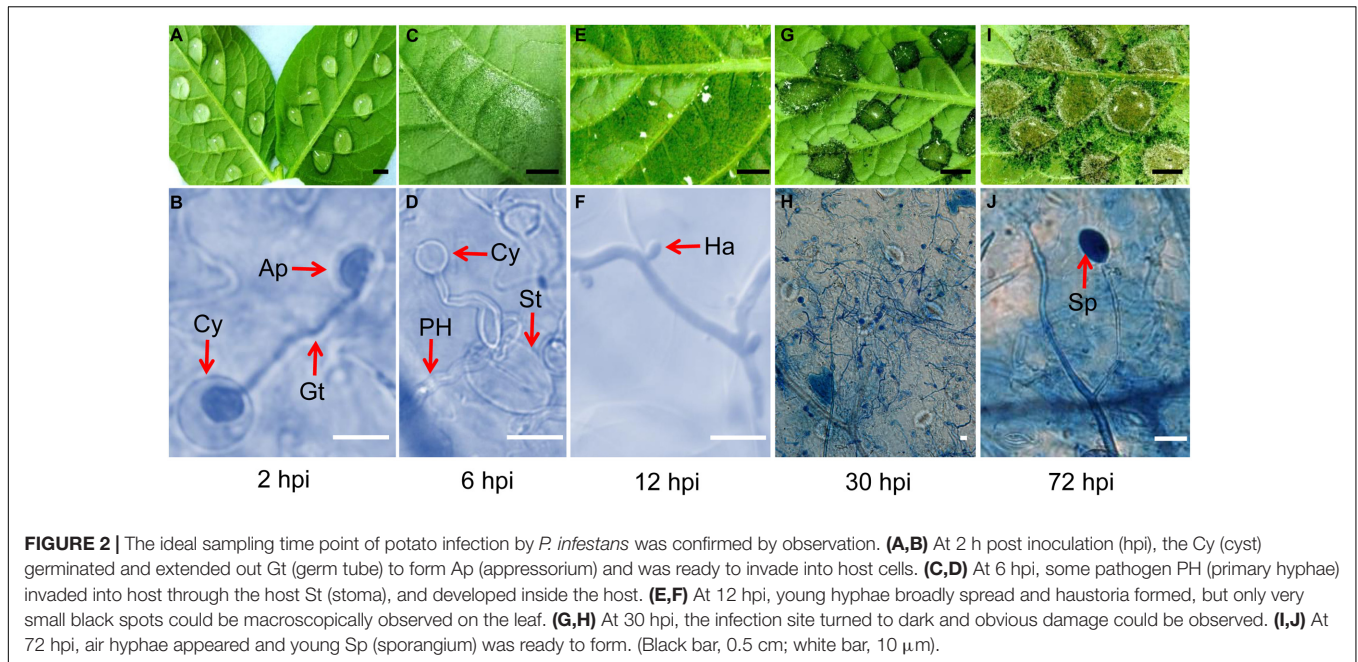 A
C
E
G
I
B
D
F
H
J
Ap
Cy
Gt
Cy
St
PH
Ha
Sp
2 hpi
6 hpi
12 hpi
30 hpi
72 hpi
FIGURE 2 | The ideal sampling time point of potato infection by P. infestans was confirmed by observation. (A,B) At 2 h post inoculation (hpi), the Cy (cyst)
germinated and extended out Gt (germ tube) to form Ap (appressorium) and was ready to invade into host cells. (C,D) At 6 hpi, some pathogen PH (primary hyphae)
invaded into host through the host St (stoma), and developed inside the host. (E,F) At 12 hpi, young hyphae broadly spread and haustoria formed, but only very
small black spots could be macroscopically observed on the leaf. (G,H) At 30 hpi, the infection site turned to dark and obvious damage could be observed. (I,J) At
72 hpi, air hyphae appeared and young Sp (sporangium) was ready to form. (Black bar, 0.5 cm; white bar, 10 μm).